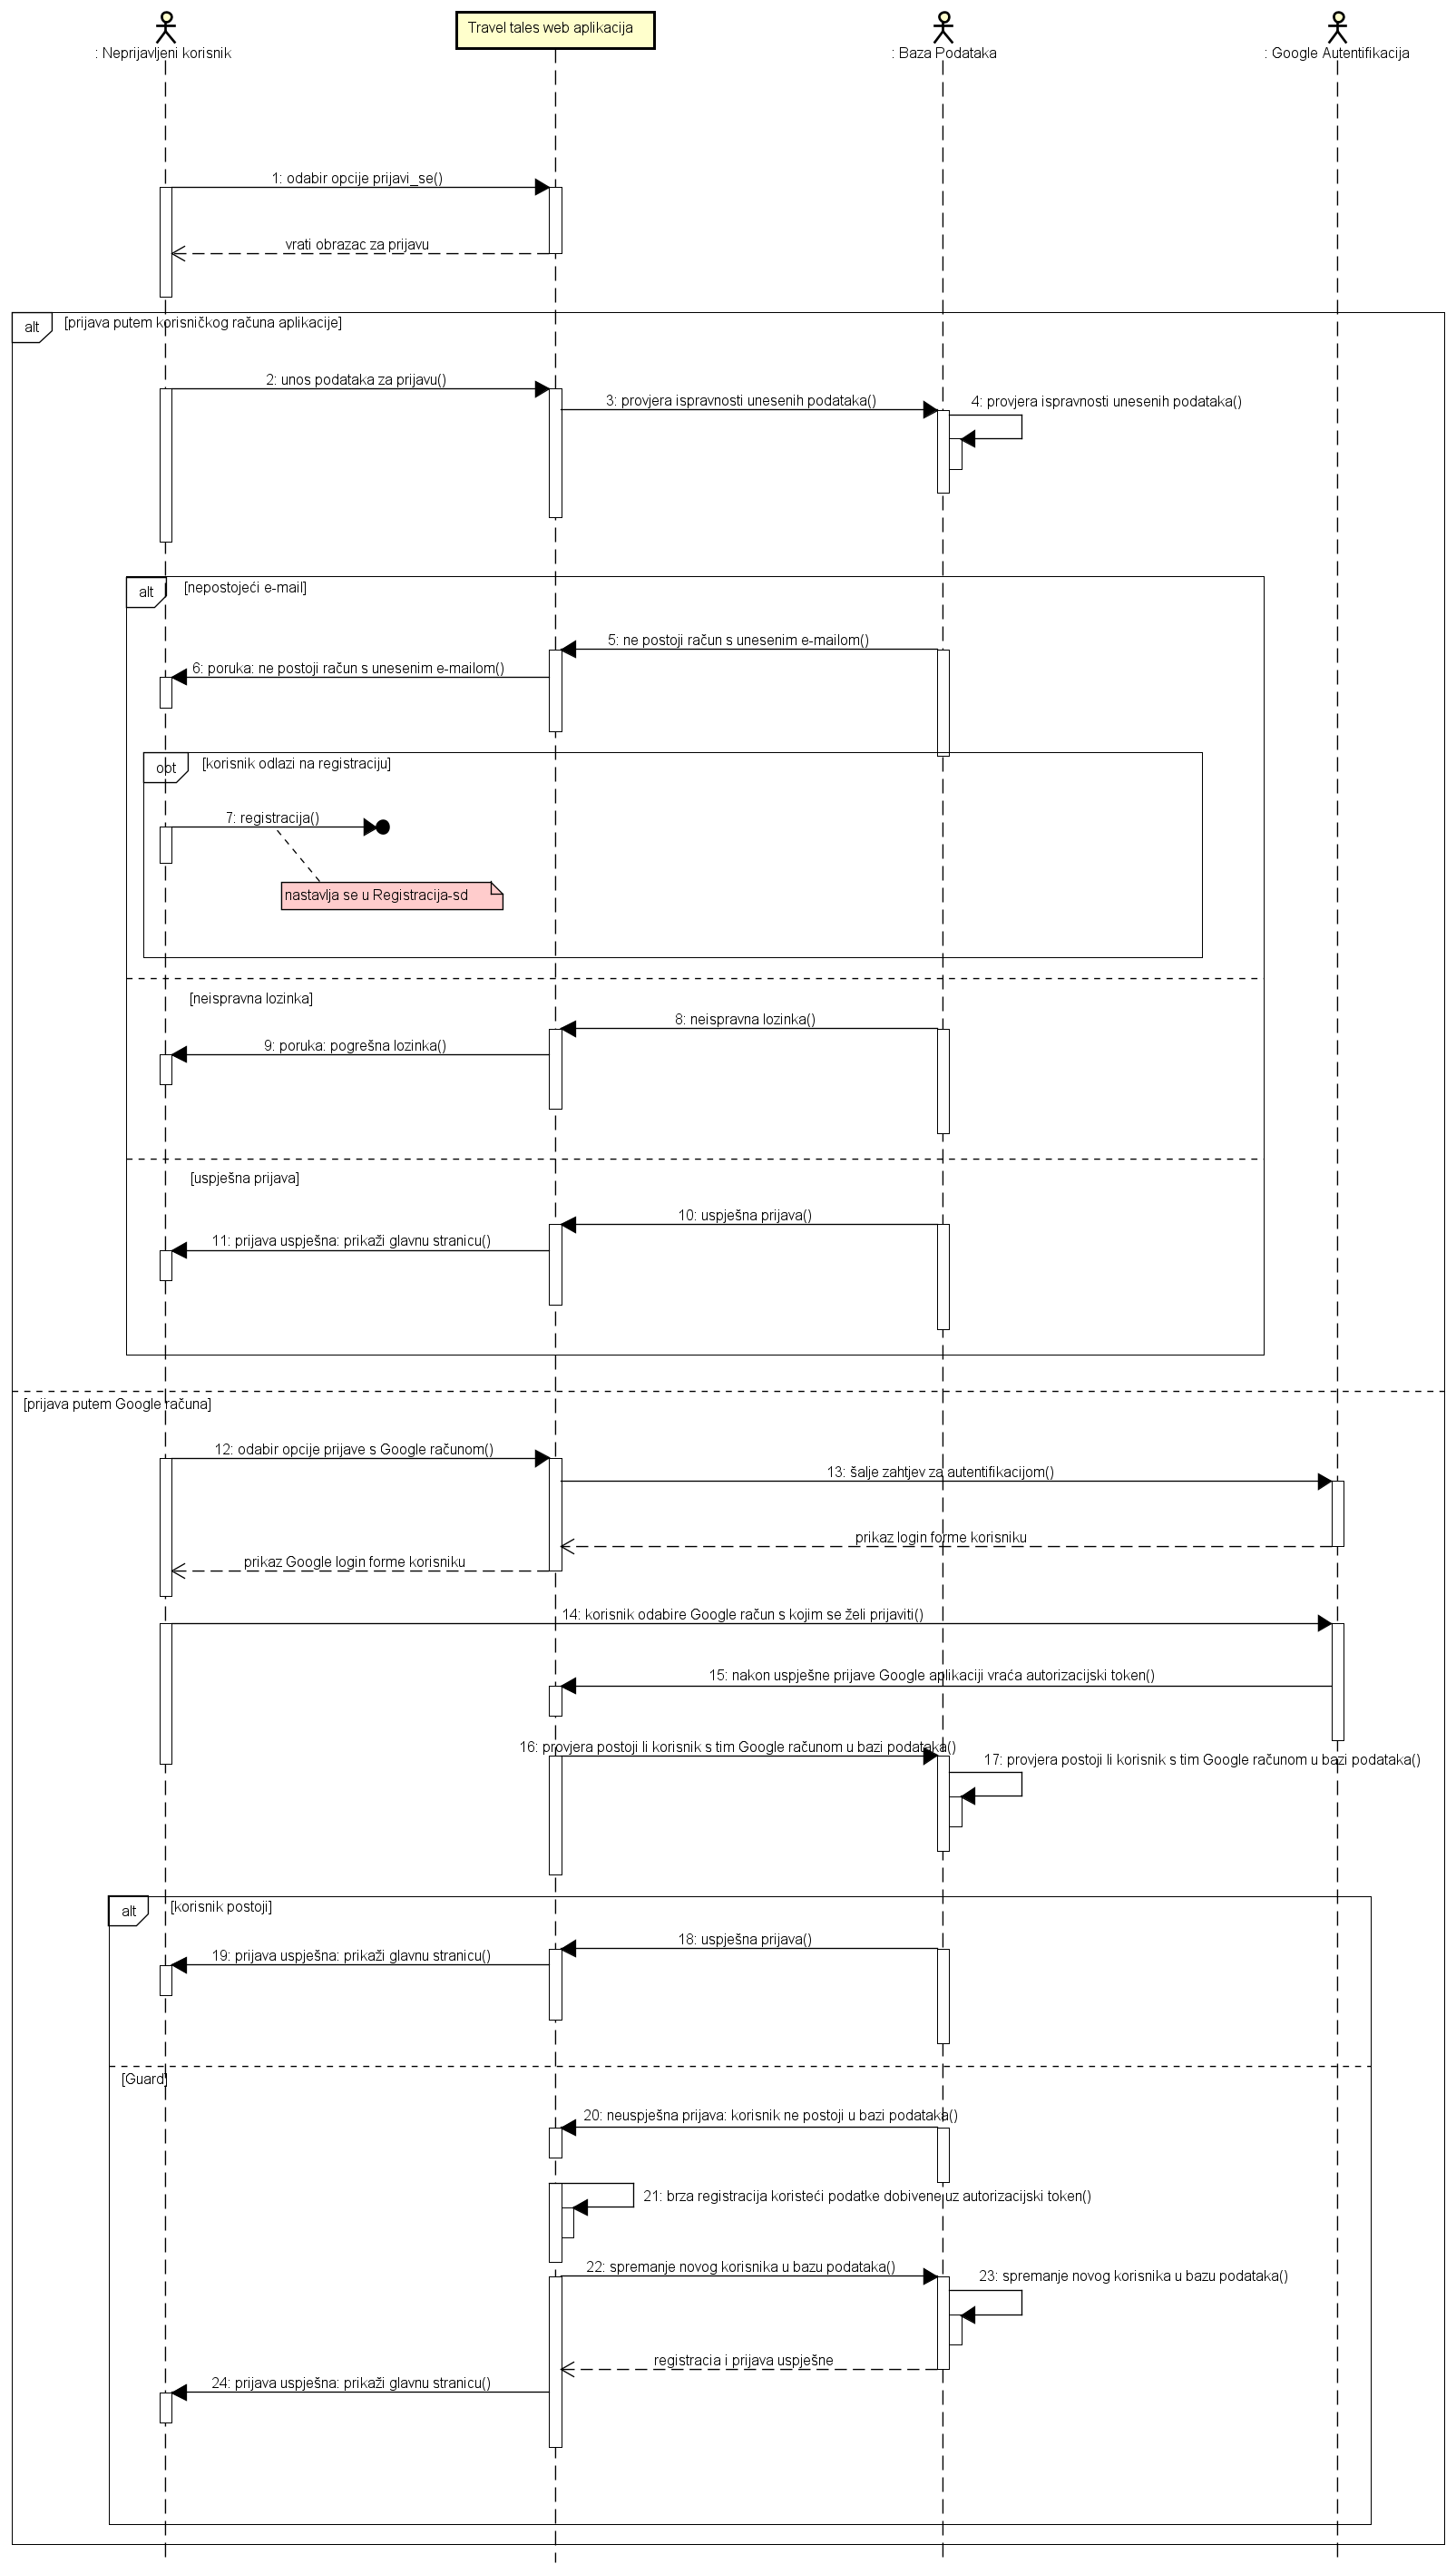 : Neprijavljeni korisnik
Travel tales web aplikacija
: Baza Podataka
: Google Autentifikacija
1: odabir opcije prijavi_se()
vrati obrazac za prijavu
alt
[prijava putem korisničkog računa aplikacije]
2: unos podataka za prijavu()
3: provjera ispravnosti unesenih podataka()
4: provjera ispravnosti unesenih podataka()
alt
[nepostojeći e-mail]
5: ne postoji račun s unesenim e-mailom()
6: poruka: ne postoji račun s unesenim e-mailom()
opt
[korisnik odlazi na registraciju]
7: registracija()
nastavlja se u Registracija-sd
[neispravna lozinka]
8: neispravna lozinka()
9: poruka: pogrešna lozinka()
[uspješna prijava]
10: uspješna prijava()
11: prijava uspješna: prikaži glavnu stranicu()
[prijava putem Google računa]
12: odabir opcije prijave s Google računom()
13: šalje zahtjev za autentifikacijom()
prikaz login forme korisniku
prikaz Google login forme korisniku
14: korisnik odabire Google račun s kojim se želi prijaviti()
15: nakon uspješne prijave Google aplikaciji vraća autorizacijski token()
16: provjera postoji li korisnik s tim Google računom u bazi podataka()
17: provjera postoji li korisnik s tim Google računom u bazi podataka()
alt
[korisnik postoji]
18: uspješna prijava()
19: prijava uspješna: prikaži glavnu stranicu()
[Guard]
20: neuspješna prijava: korisnik ne postoji u bazi podataka()
21: brza registracija koristeći podatke dobivene uz autorizacijski token()
22: spremanje novog korisnika u bazu podataka()
23: spremanje novog korisnika u bazu podataka()
registracia i prijava uspješne
24: prijava uspješna: prikaži glavnu stranicu()